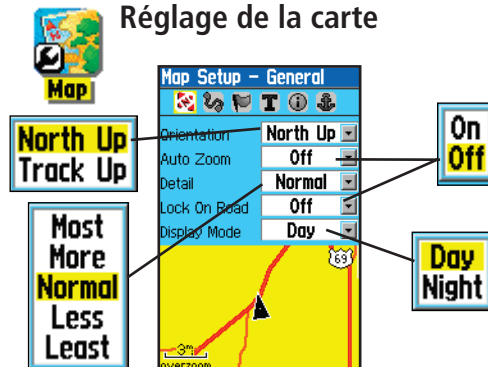 Réglage de la carte
Map
Map Setup - General
Orientation North Up
Auto Zoom Off
Detail Normal
Lock On Road Off
Display Mode Day
North Up
Track Up
Most
More
Normal
Less
Least
On
Off
Day
Night
69
3m
overzoom